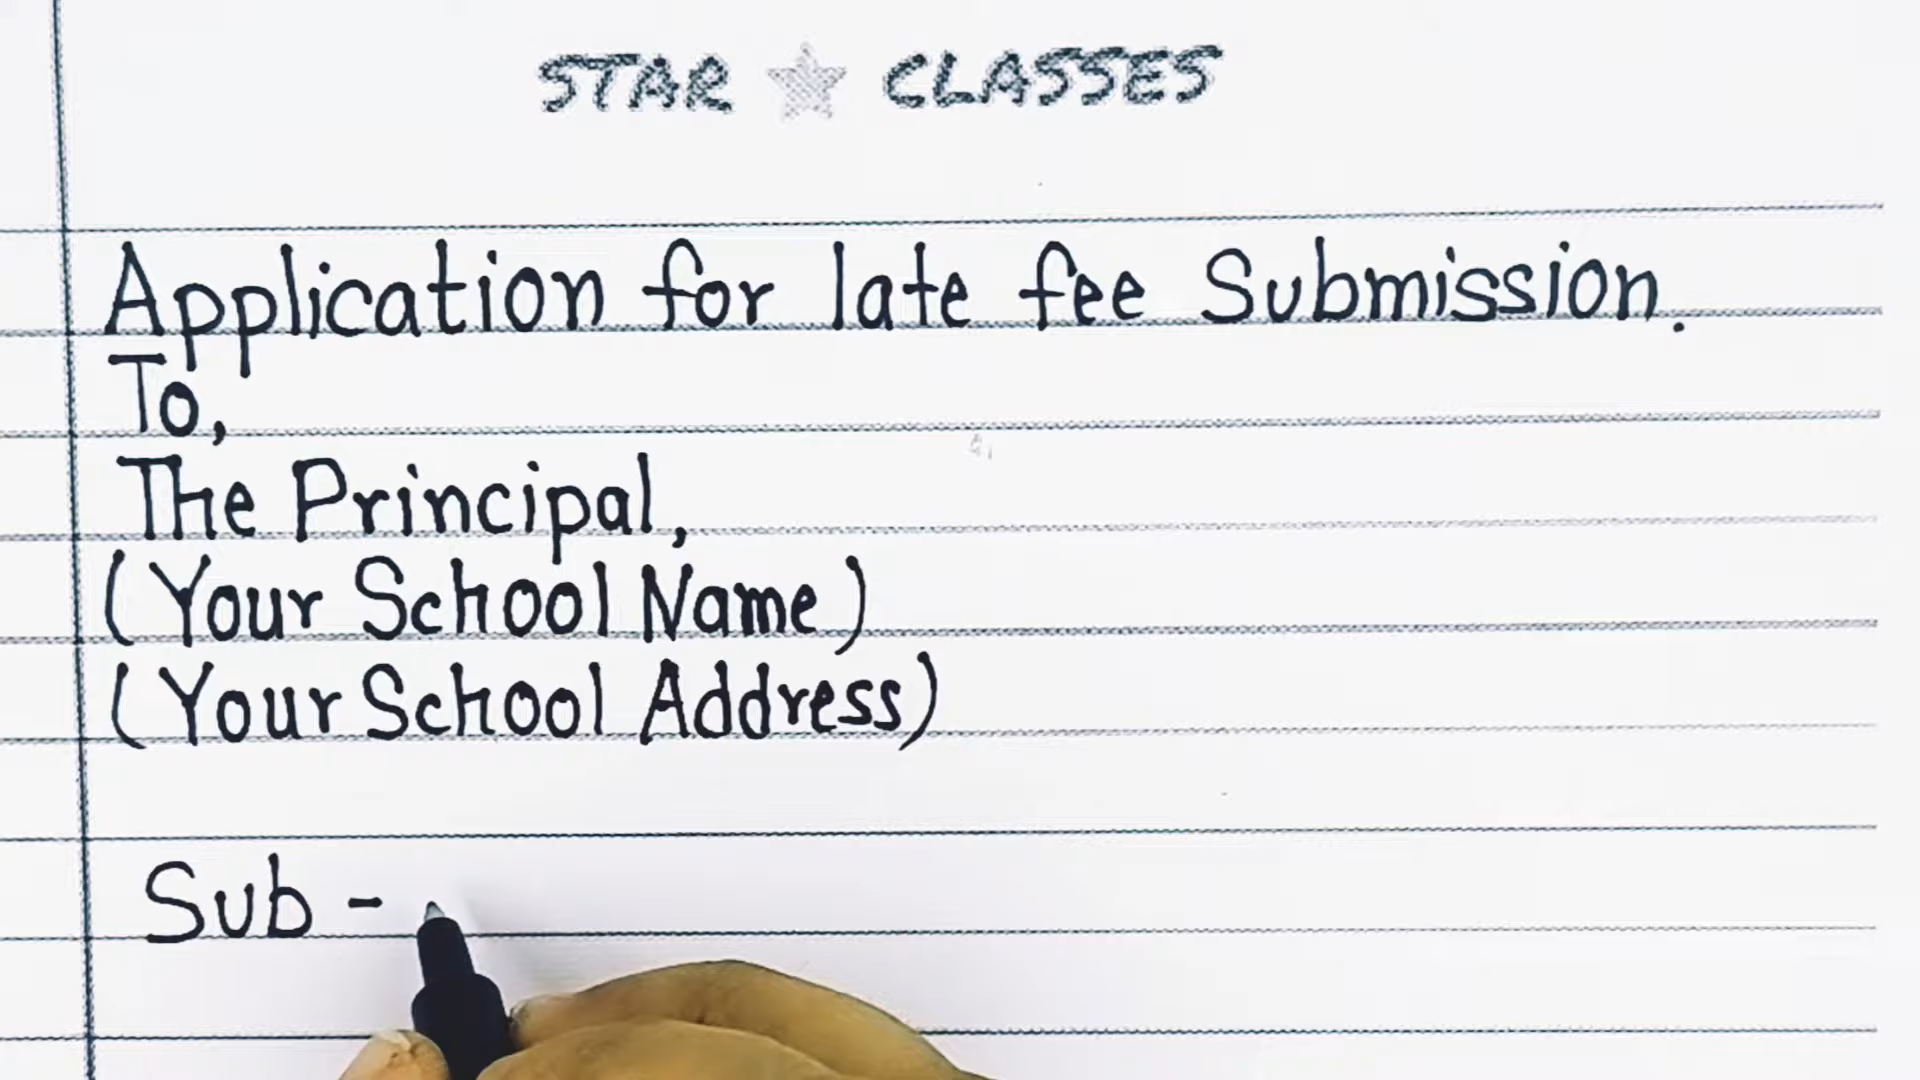 STAR CLASSES
Application for late fee Submission.
To,
The Principal,
(Your School Name)
(Your School Address)
Sub -